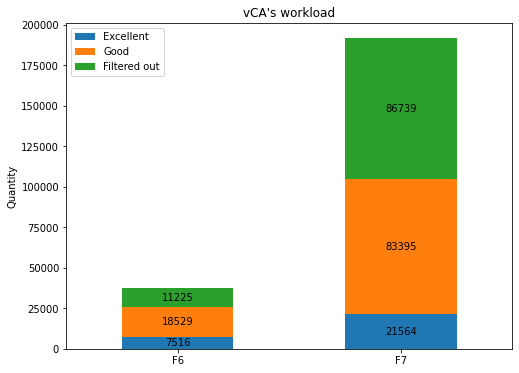 vCA's workload
Excellent
Good
Filtered out
Quantity
200000
175000
150000
125000
100000
75000
50000
25000
0
11225
18529
7516
86739
83395
21564
F6
F7